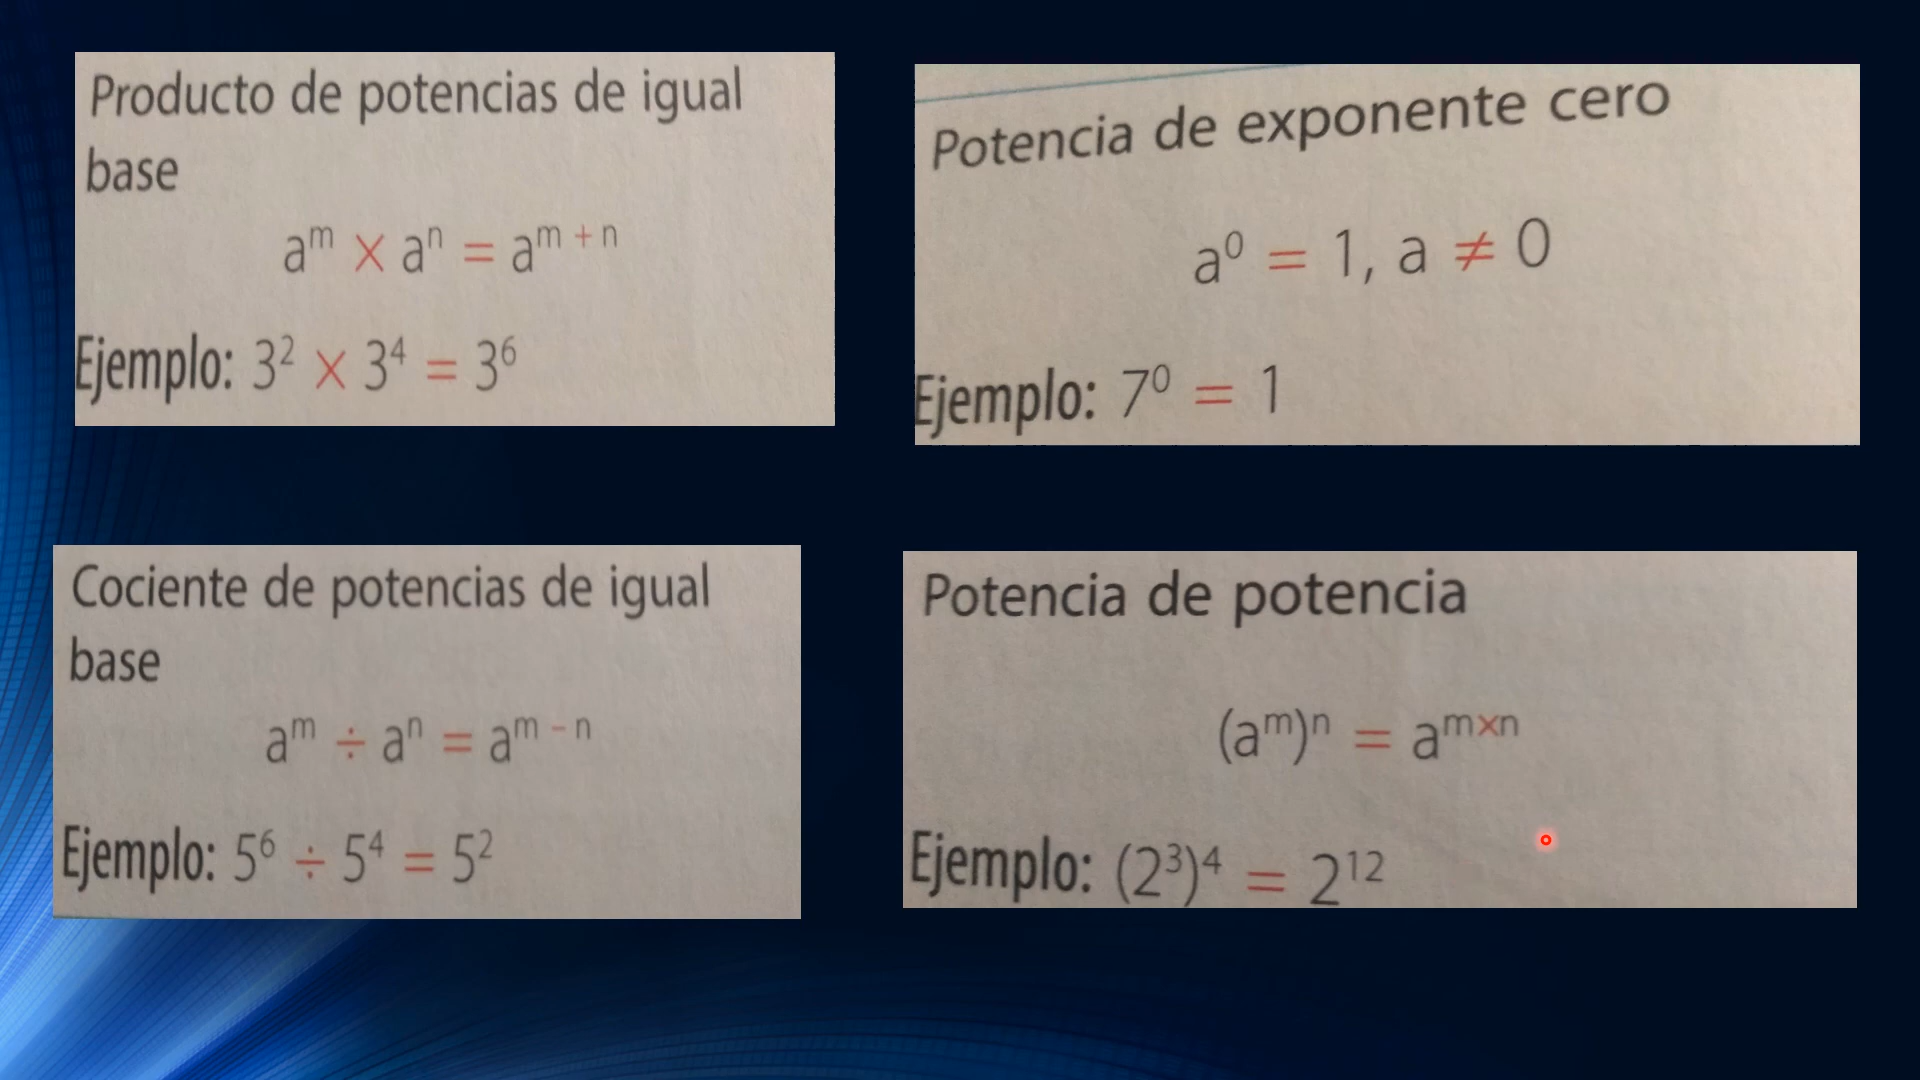 Producto de potencias de igual
base
aᵐ × aⁿ = aᵐ ⁺ ⁿ
Ejemplo: 3² × 3⁴ = 3⁶
Potencia de exponente cero
a⁰ = 1, a ≠ 0
Ejemplo: 7⁰ = 1
Cociente de potencias de igual
base
aᵐ ÷ aⁿ = aᵐ ⁻ ⁿ
Ejemplo: 5⁶ ÷ 5⁴ = 5²
Potencia de potencia
(aᵐ)ⁿ = aᵐˣⁿ
Ejemplo: (2³)⁴ = 2¹²